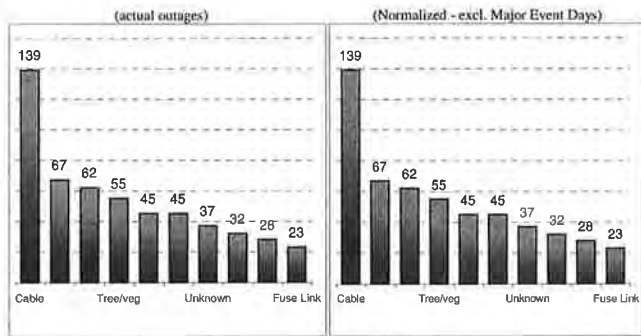 (actual outages)
139
67
62
55
45
45
37
32
28
23
Cable
Tree/veg
Unknown
Fuse Link
(Normalized - excl. Major Event Days)
139
67
62
55
45
45
37
32
28
23
Cable
Tree/veg
Unknown
Fuse Link